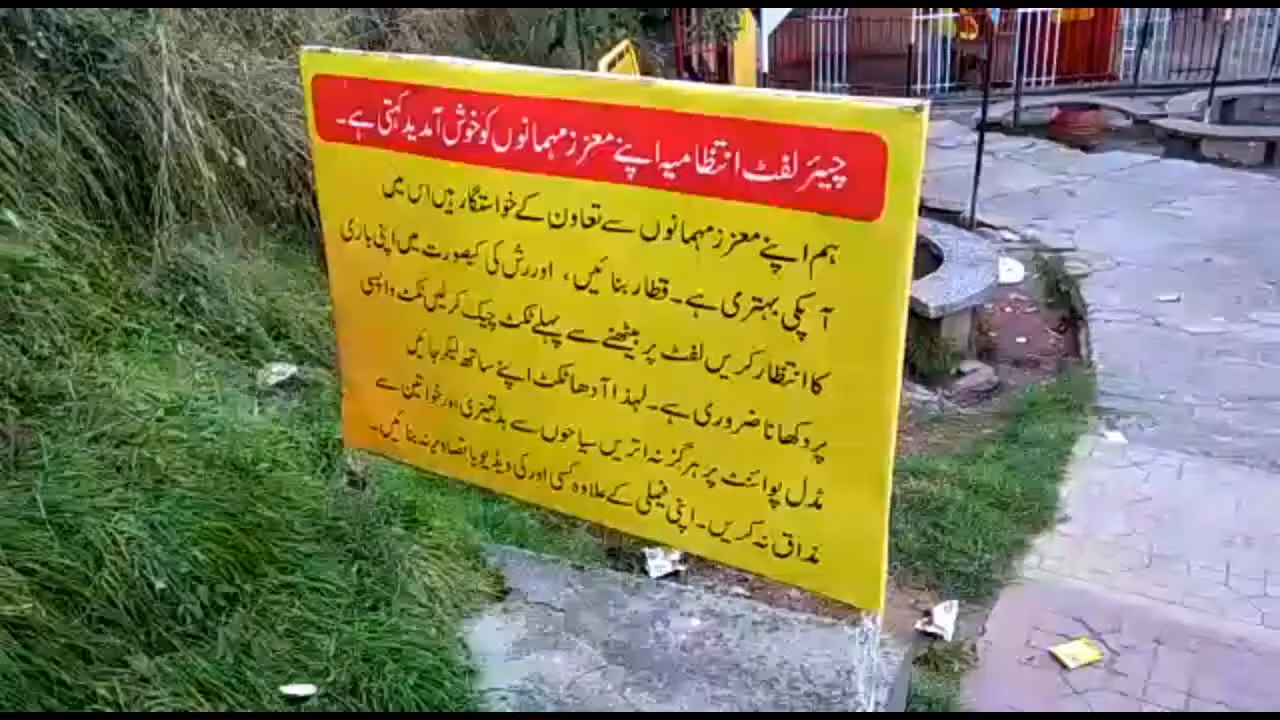 چیئر لفٹ انتظامیہ اپنے معزز مہمانوں کو خوش آمدید کہتی ہے۔
ہم اپنے معزز مہمانوں سے تعاون کے خواستگار ہیں اس میں
آپکی بہتری ہے۔ قطار بنائیں، اور رش کی کیصورت میں اپنی باری
کا انتظار کریں لفٹ پر بیٹھنے سے پہلے ٹکٹ چیک کرلیں ٹکٹ واپسی
پر دکھانا ضروری ہے۔ لہذا آدھا ٹکٹ اپنے ساتھ لیکر جائیں
مڈل پوائنٹ پر ہرگز نہ اتریں سیاحوں سے بدتمیزی اور خواتین سے
مذاق نہ کریں۔ اپنی فیملی کے علاوہ کسی اور کی ویڈیو یا تصاویر نہ بنائیں۔